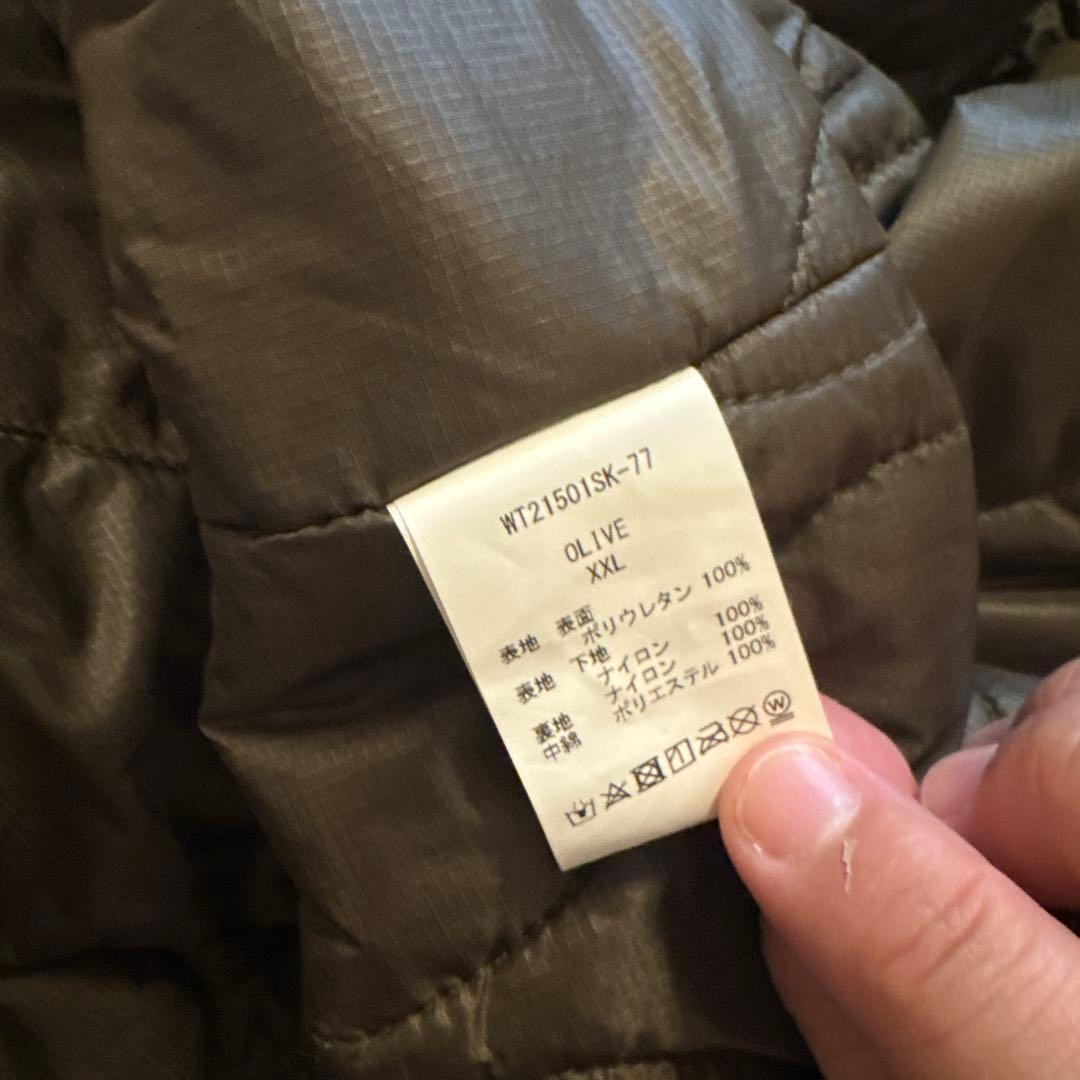 WT21501SK-77
OLIVE
XXL
表地 表面
ポリウレタン 100%
表地 下地
ナイロン 100%
裏地 ナイロン 100%
中綿 ポリエステル 100%
W